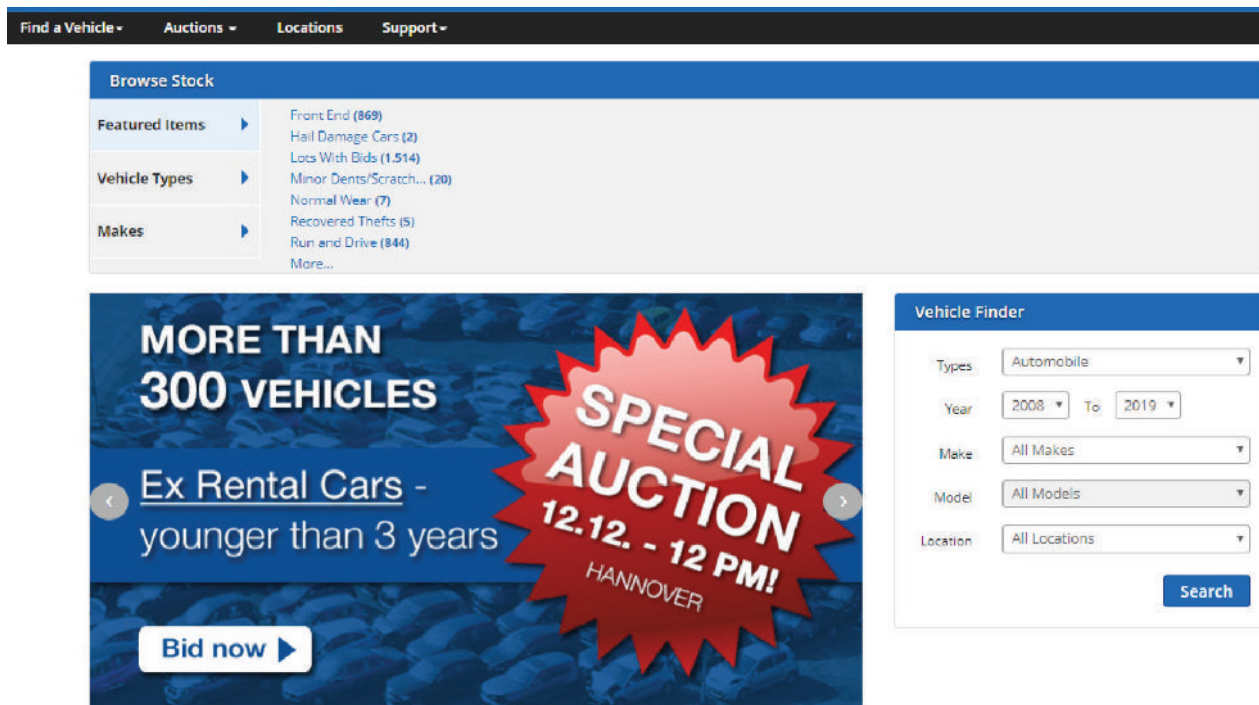 Find a Vehicle Auctions Locations Support
Browse Stock
Featured Items
Vehicle Types
Makes
Front End (869)
Hail Damage Cars (2)
Lots With Bids (1.514)
Minor Dents/Scratch... (20)
Normal Wear (7)
Recovered Thefts (5)
Run and Drive (844)
More...
MORE THAN
300 VEHICLES
Ex Rental Cars -
younger than 3 years
Bid now
SPECIAL
AUCTION
12.12. - 12 PM!
HANNOVER
Vehicle Finder
Types Automobile
Year 2008 To 2019
Make All Makes
Model All Models
Location All Locations
Search